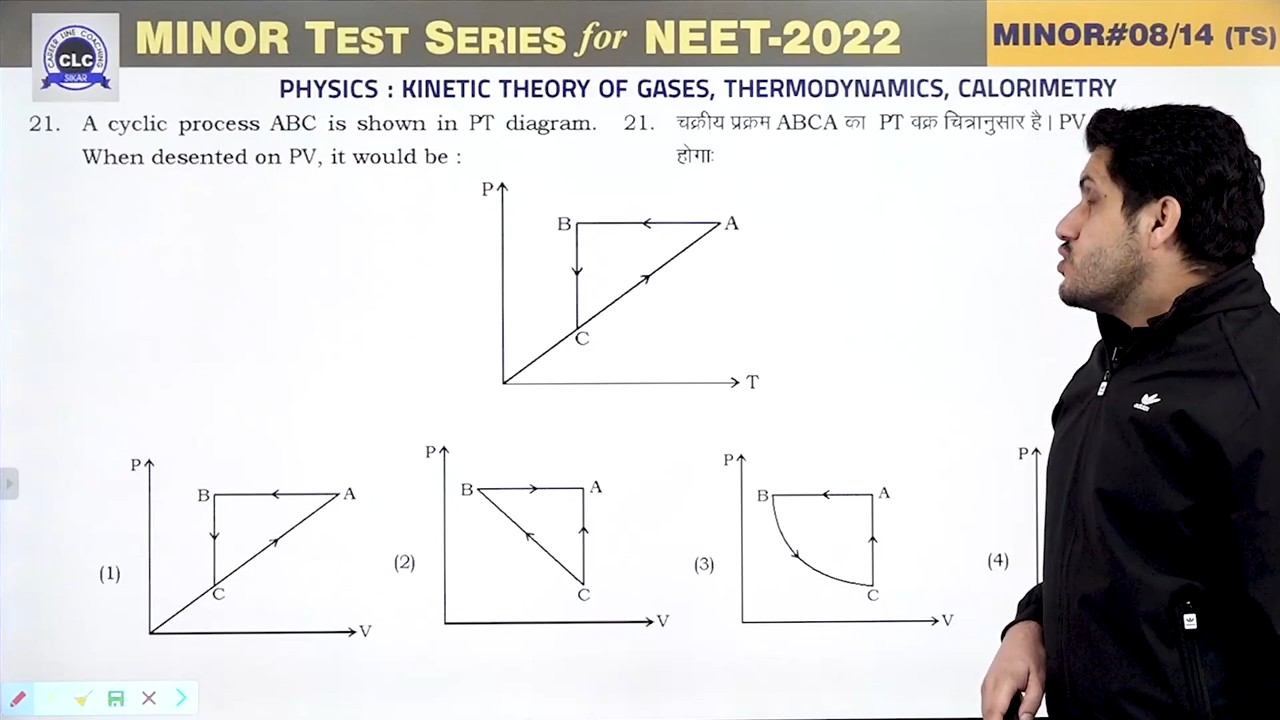 CAREER LINE COACHING
CLC
SIKAR
MINOR TEST SERIES for NEET-2022
MINOR#08/14 (TS)
PHYSICS : KINETIC THEORY OF GASES, THERMODYNAMICS, CALORIMETRY
21. A cyclic process ABC is shown in PT diagram.
When desented on PV, it would be :
21. चक्रीय प्रक्रम ABCA का PT वक्र चित्रानुसार है। PV
होगाः
P
B
A
C
T
(1)
P
B
A
C
V
(2)
P
B
A
C
V
(3)
P
B
A
C
V
(4)
P
adidas